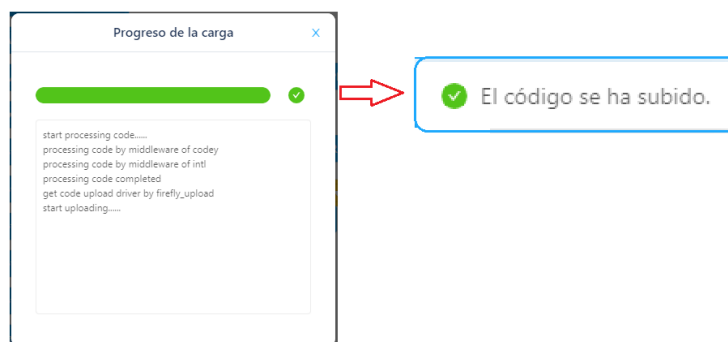 Progreso de la carga
X
start processing code.....
processing code by middleware of codey
processing code by middleware of intl
processing code completed
get code upload driver by firefly_upload
start uploading.....
El código se ha subido.